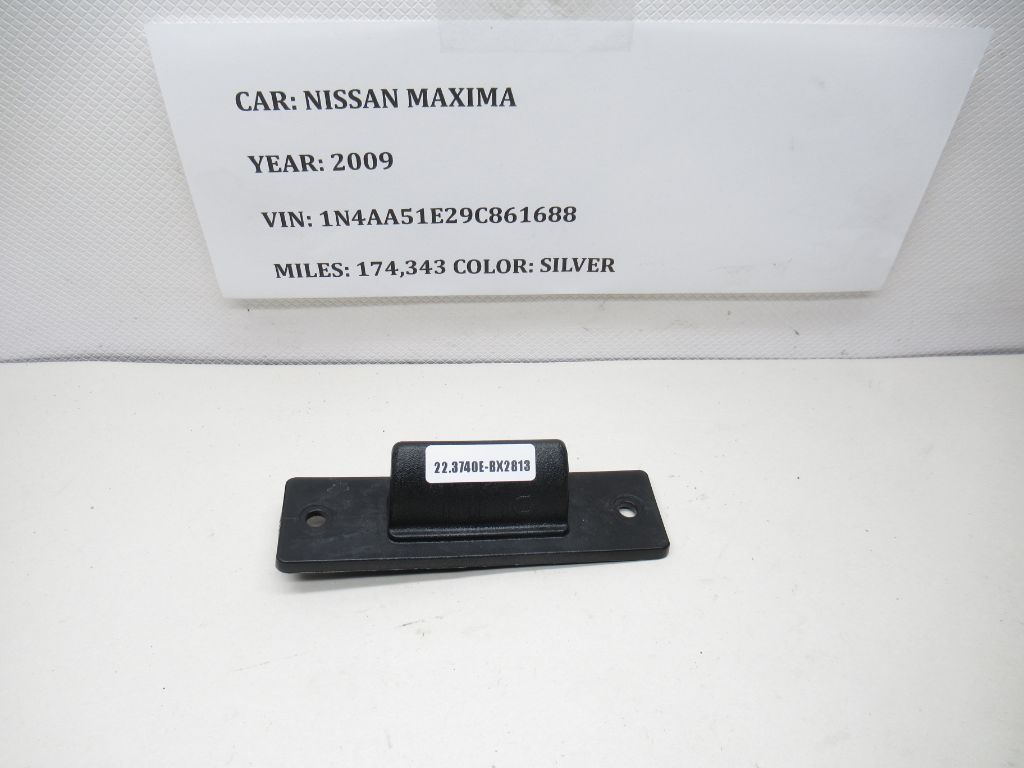 CAR: NISSAN MAXIMA
YEAR: 2009
VIN: 1N4AA51E29C861688
MILES: 174,343 COLOR: SILVER
22.3740E-BX2813